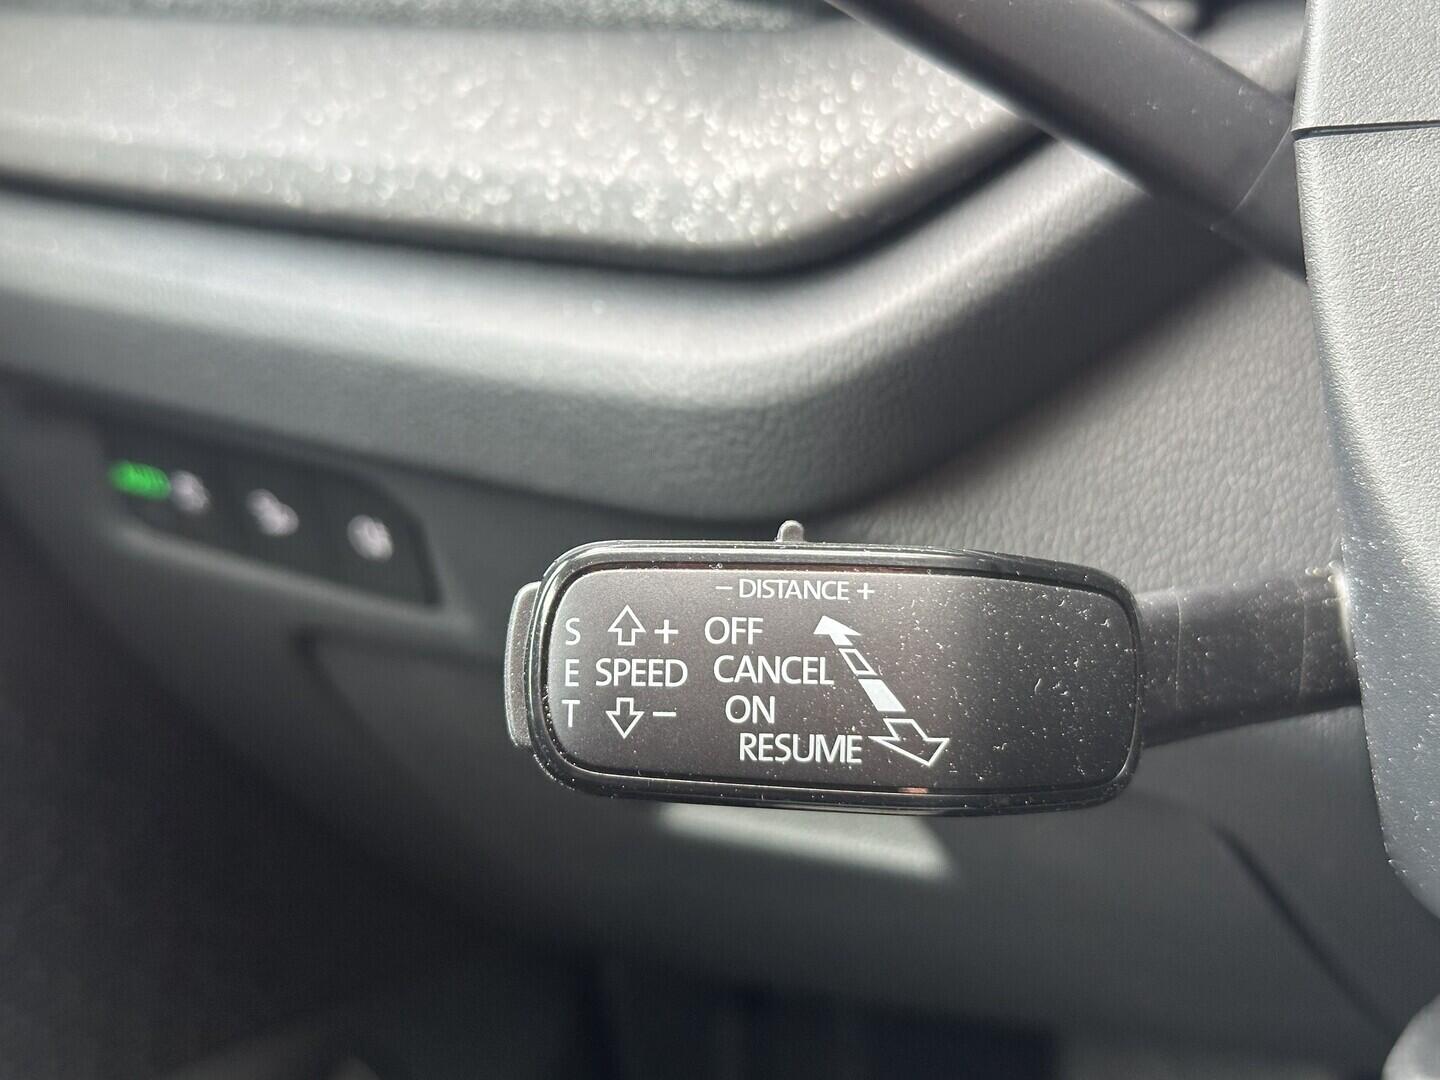 − DISTANCE +
S + OFF
E SPEED CANCEL
T − ON
RESUME